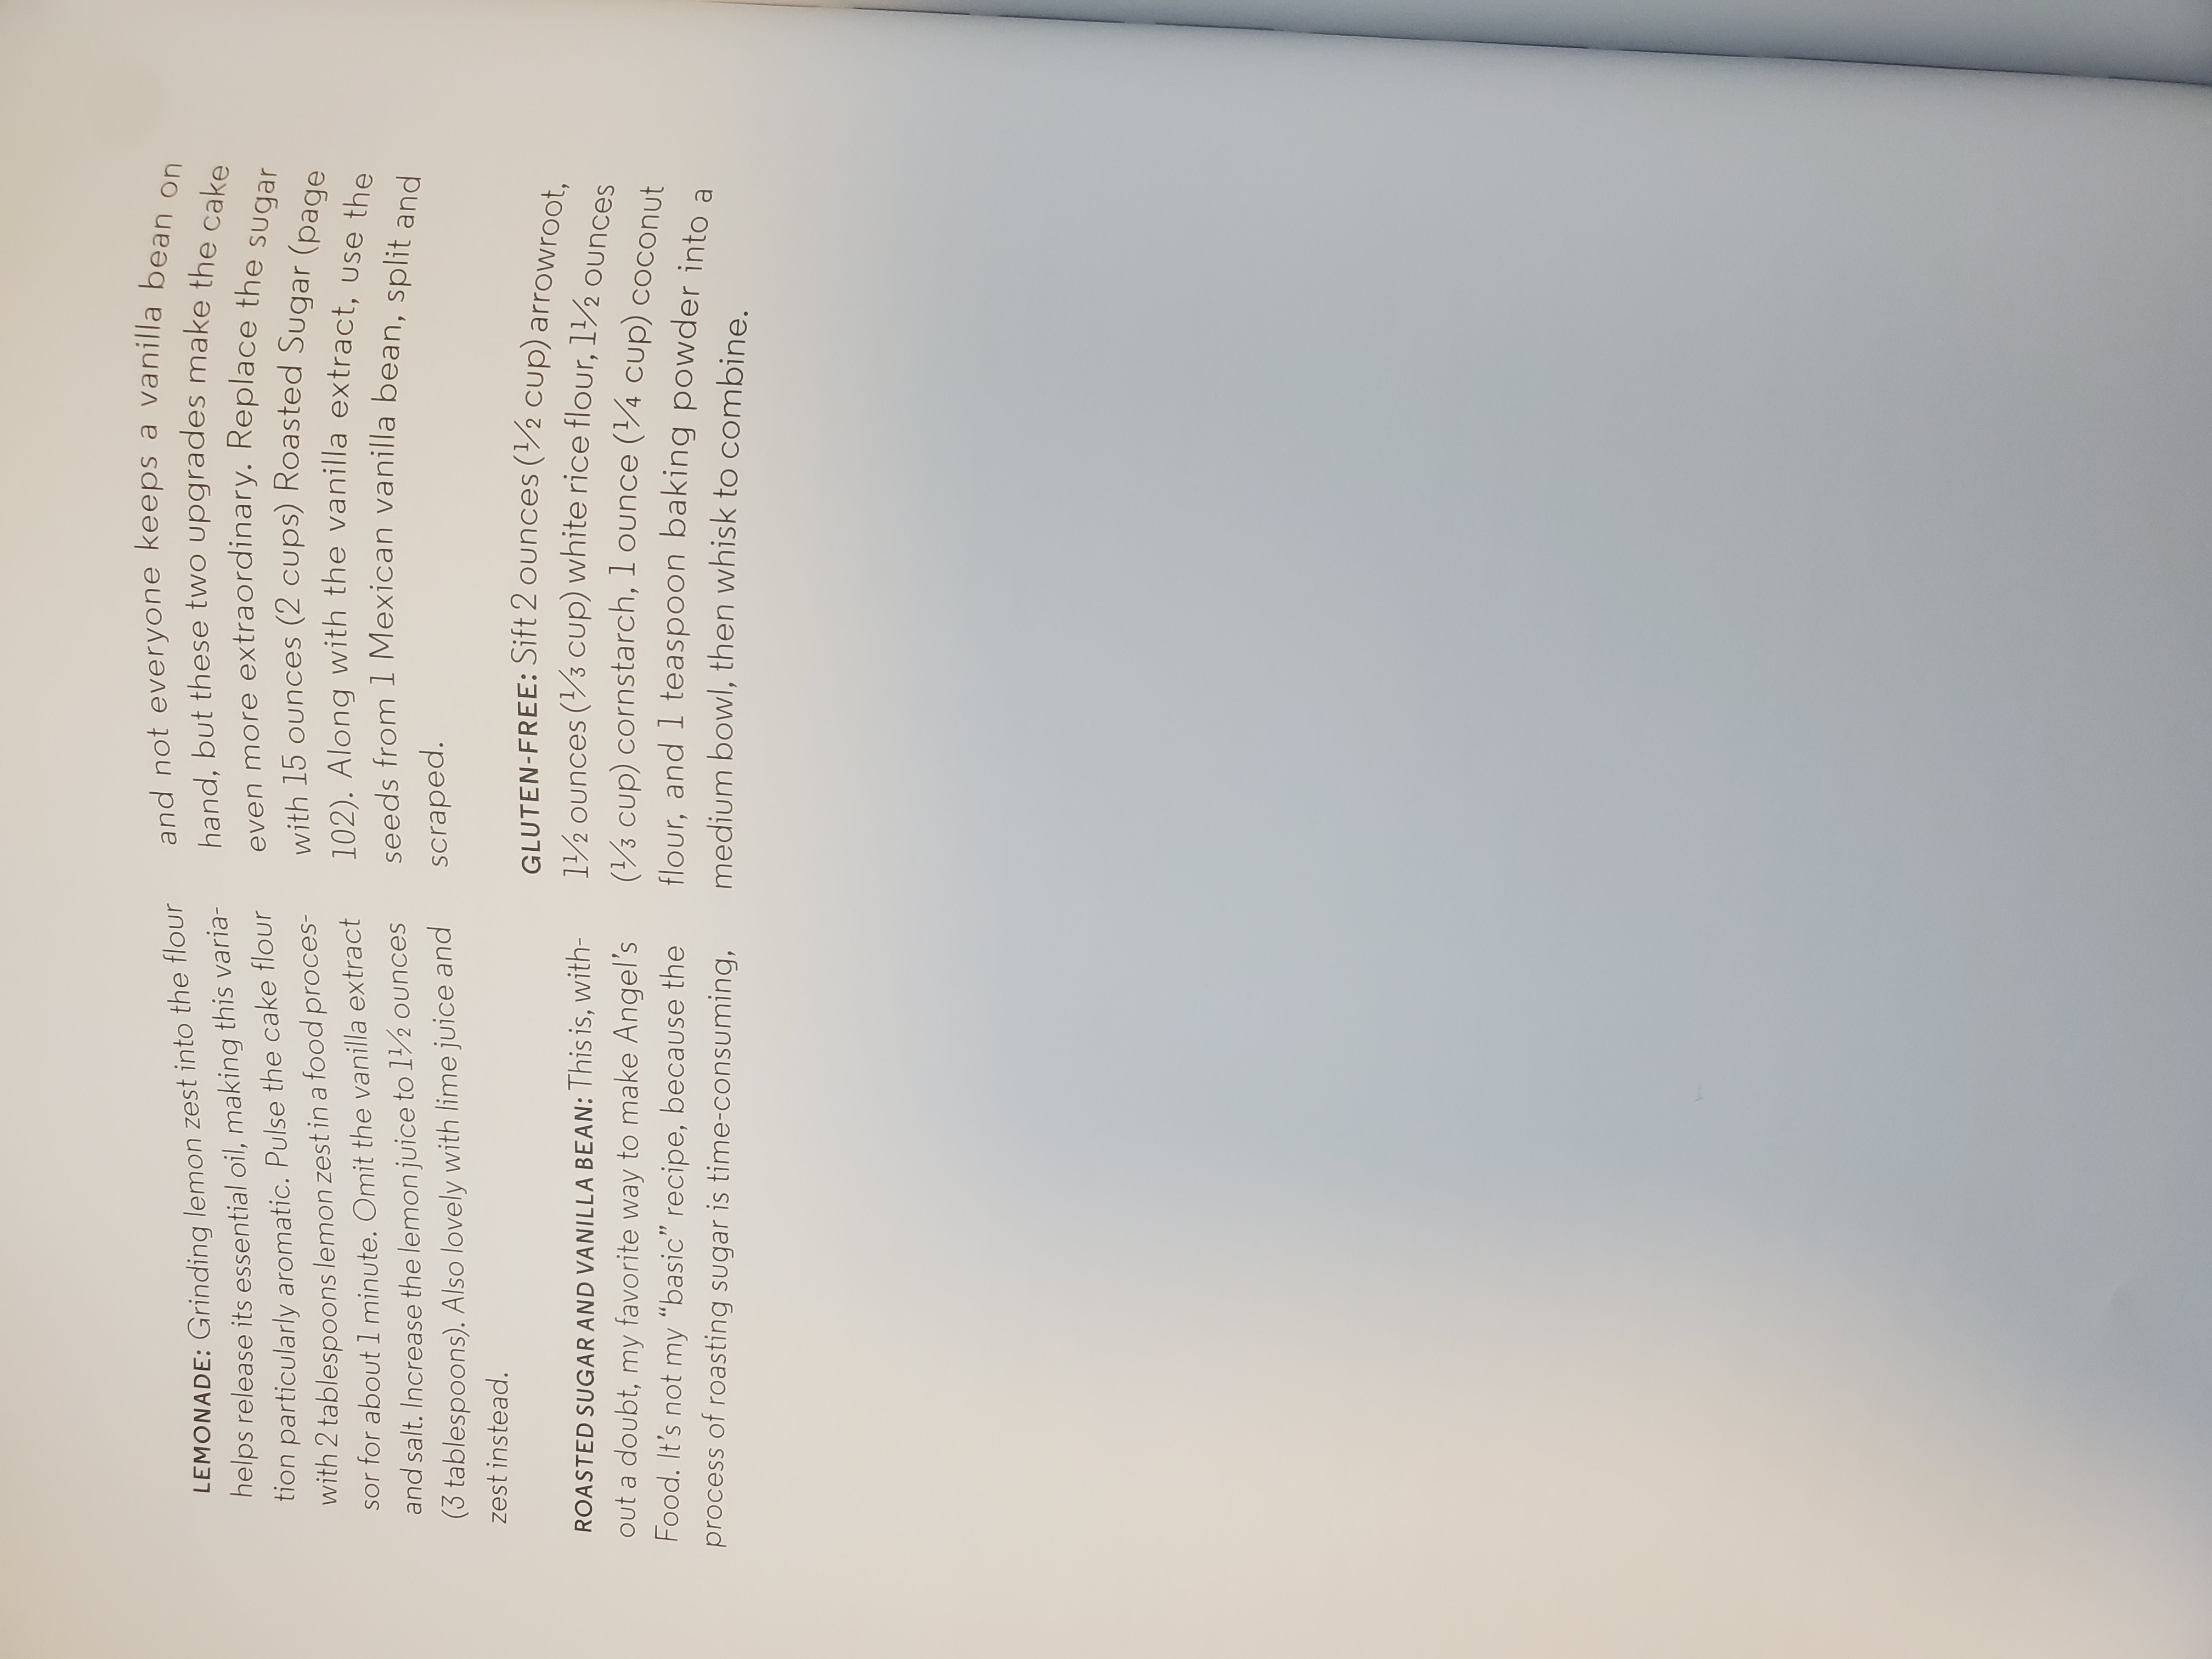 LEMONADE: Grinding lemon zest into the flour
helps release its essential oil, making this varia-
tion particularly aromatic. Pulse the cake flour
with 2 tablespoons lemon zest in a food proces-
sor for about 1 minute. Omit the vanilla extract
and salt. Increase the lemon juice to 1½ ounces
(3 tablespoons). Also lovely with lime juice and
zest instead.
ROASTED SUGAR AND VANILLA BEAN: This is, with-
out a doubt, my favorite way to make Angel’s
Food. It’s not my “basic” recipe, because the
process of roasting sugar is time-consuming,
and not everyone keeps a vanilla bean on
hand, but these two upgrades make the cake
even more extraordinary. Replace the sugar
with 15 ounces (2 cups) Roasted Sugar (page
102). Along with the vanilla extract, use the
seeds from 1 Mexican vanilla bean, split and
scraped.
GLUTEN-FREE: Sift 2 ounces (½ cup) arrowroot,
1½ ounces (⅓ cup) white rice flour, 1½ ounces
(⅓ cup) cornstarch, 1 ounce (¼ cup) coconut
flour, and 1 teaspoon baking powder into a
medium bowl, then whisk to combine.